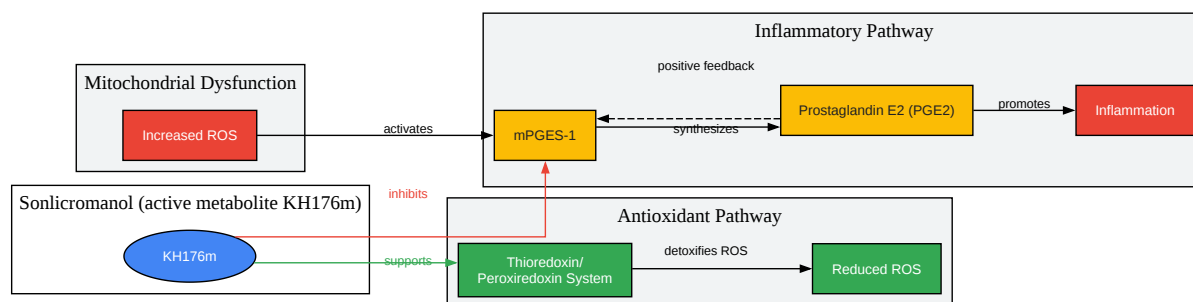 Inflammatory Pathway
positive feedback
Mitochondrial Dysfunction
Increased ROS
activates
mPGES-1
synthesizes
Prostaglandin E2 (PGE2)
promotes
Inflammation
Sonlicromanol (active metabolite KH176m)
KH176m
inhibits
supports
Antioxidant Pathway
Thioredoxin/
Peroxiredoxin System
detoxifies ROS
Reduced ROS